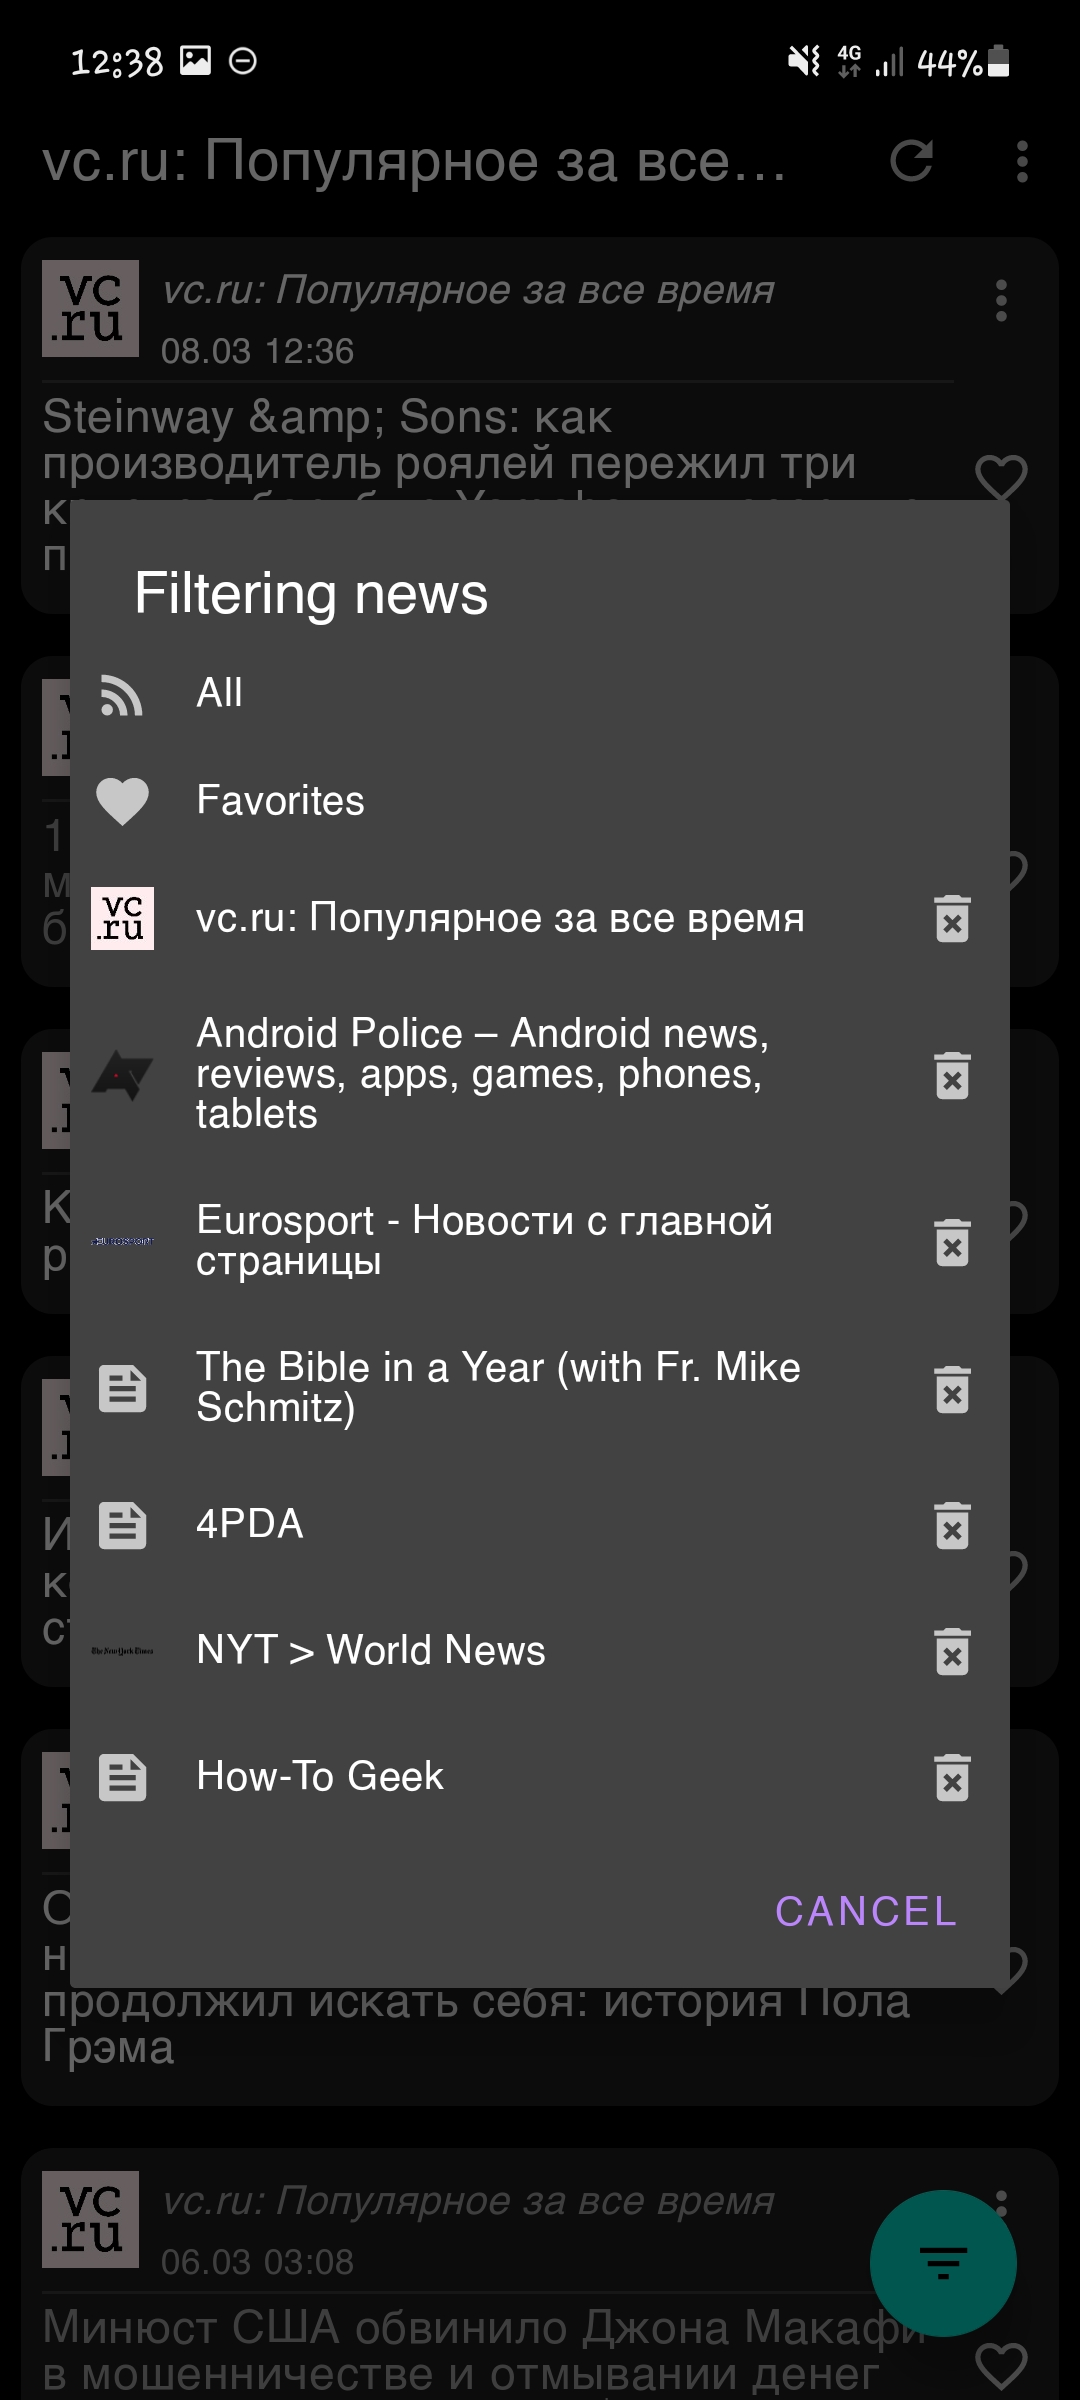 12:38
4G
44%
vc.ru: Популярное за все...
vc
.ru
vc.ru: Популярное за все время
08.03 12:36
Steinway &amp; Sons: как
производитель роялей пережил три
Filtering news
All
Favorites
vc
.ru
vc.ru: Популярное за все время
Android Police – Android news,
reviews, apps, games, phones,
tablets
EUROSPORT
Eurosport - Новости с главной
страницы
The Bible in a Year (with Fr. Mike
Schmitz)
4PDA
The New York Times
NYT > World News
How-To Geek
CANCEL
продолжил искать себя: история Пола
Грэма
vc
.ru
vc.ru: Популярное за все время
06.03 03:08
Минюст США обвинило Джона Макафи
в мошенничестве и отмывании денег